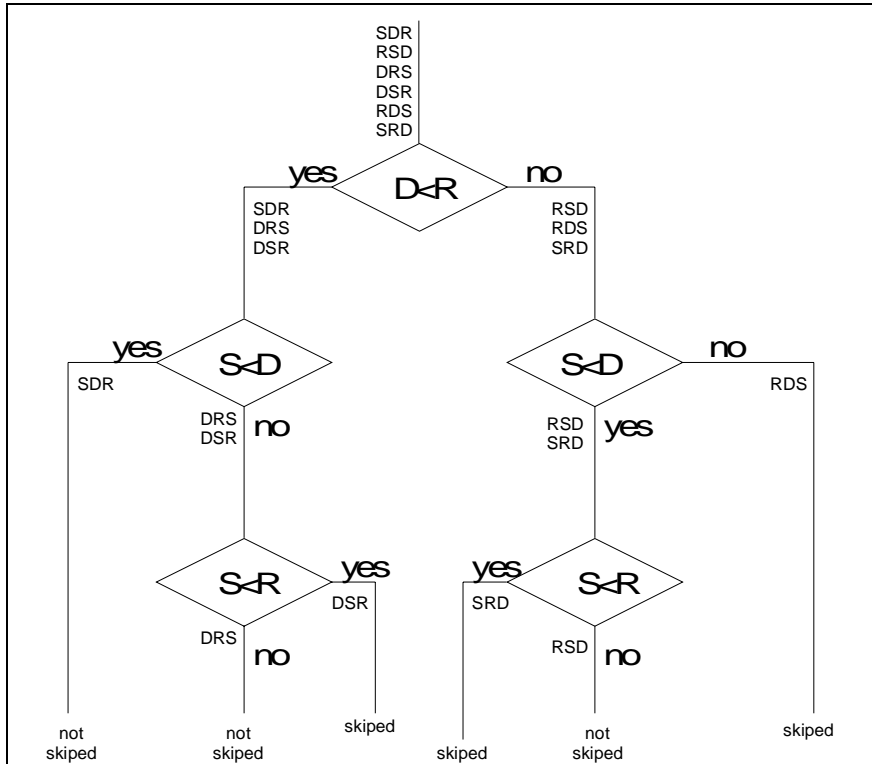 SDR
RSD
DRS
DSR
RDS
SRD
D<R
yes
no
SDR
DRS
DSR
RSD
RDS
SRD
yes
S<D
SDR
DRS
DSR
no
S<D
no
RDS
RSD
SRD
yes
S<R
yes
DSR
DRS
no
yes
S<R
SRD
RSD
no
not
skiped
not
skiped
skiped
skiped
not
skiped
skiped